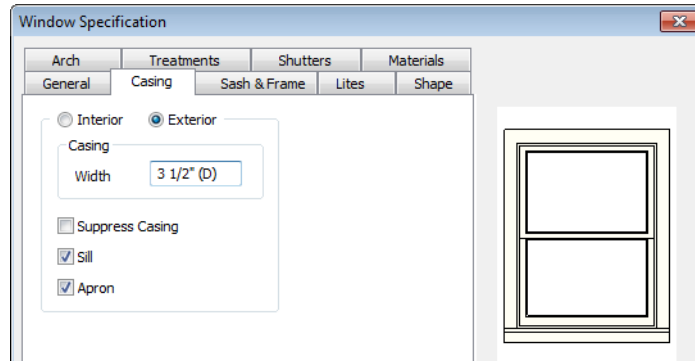 Window Specification
Arch Treatments Shutters Materials
General Casing Sash & Frame Lites Shape
Interior Exterior
Casing
Width 3 1/2" (D)
Suppress Casing
Sill
Apron